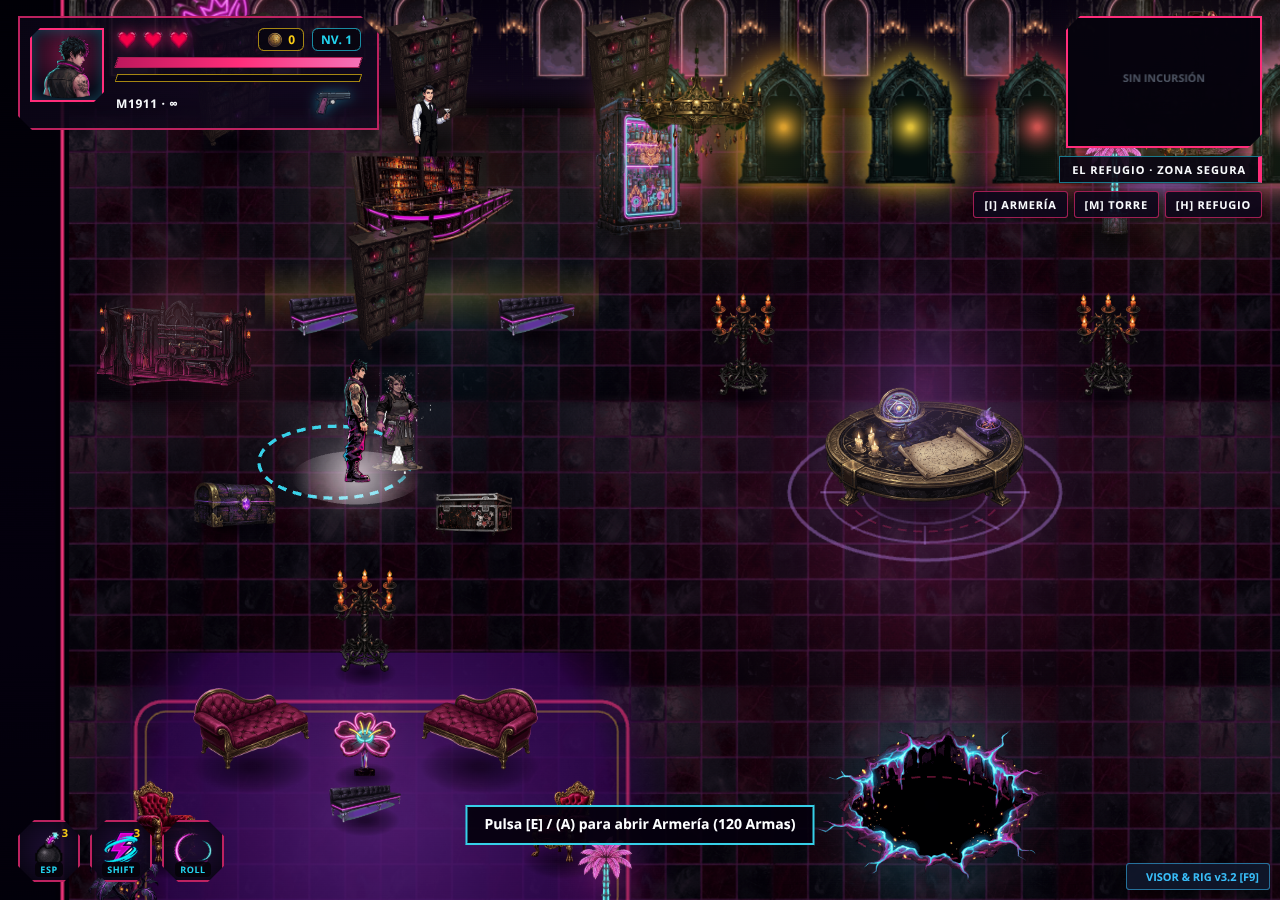 0
NV. 1
M1911 · ∞
SIN INCURSIÓN
EL REFUGIO · ZONA SEGURA
[I] ARMERÍA
[M] TORRE
[H] REFUGIO
Pulsa [E] / (A) para abrir Armería (120 Armas)
3
ESP
3
SHIFT
ROLL
VISOR & RIG v3.2 [F9]